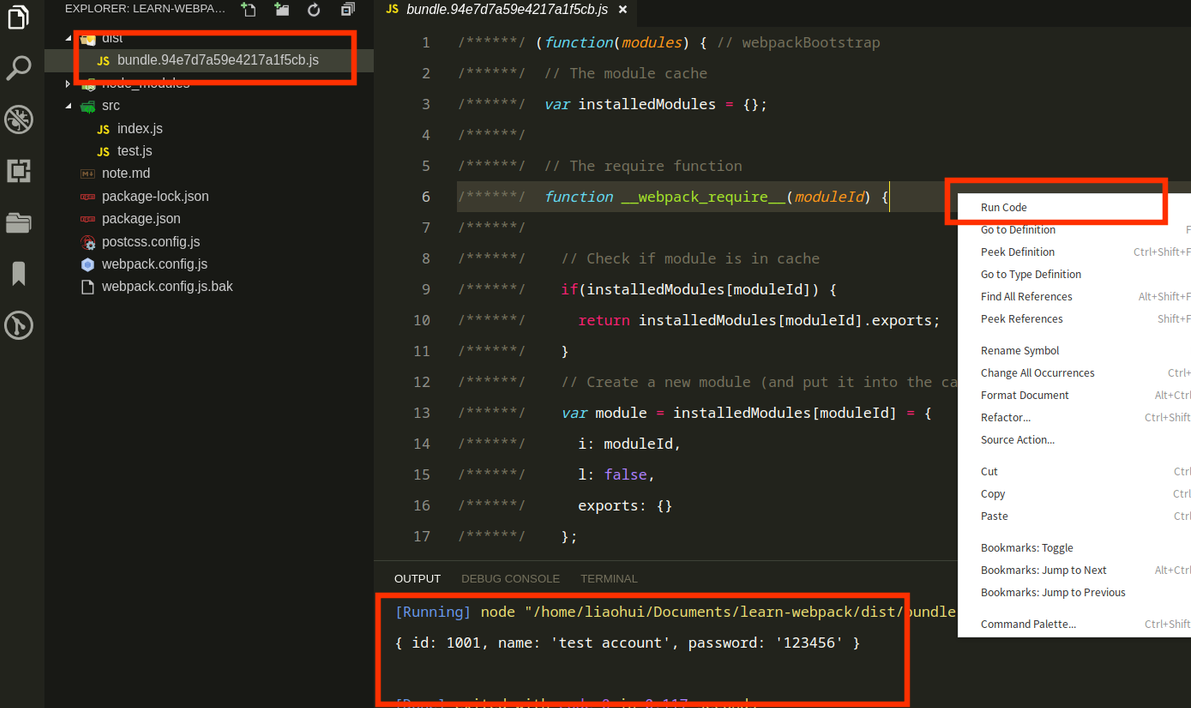 EXPLORER: LEARN-WEBPA...
dist
JS bundle.94e7d7a59e4217a1f5cb.js
node_modules
src
JS index.js
JS test.js
M note.md
package-lock.json
package.json
postcss.config.js
webpack.config.js
webpack.config.js.bak
JS bundle.94e7d7a59e4217a1f5cb.js ×
1 /******/ (function(modules) { // webpackBootstrap
2 /******/ // The module cache
3 /******/ var installedModules = {};
4 /******/
5 /******/ // The require function
6 /******/ function __webpack_require__(moduleId) {
7 /******/
8 /******/ // Check if module is in cache
9 /******/ if(installedModules[moduleId]) {
10 /******/ return installedModules[moduleId].exports;
11 /******/ }
12 /******/ // Create a new module (and put it into the ca
13 /******/ var module = installedModules[moduleId] = {
14 /******/ i: moduleId,
15 /******/ l: false,
16 /******/ exports: {}
17 /******/ };
Run Code
Go to Definition F
Peek Definition Ctrl+Shift+F
Go to Type Definition
Find All References Alt+Shift+F
Peek References Shift+F
Rename Symbol
Change All Occurrences Ctrl+
Format Document Alt+Ctrl
Refactor... Ctrl+Shift
Source Action...
Cut Ctrl
Copy Ctrl
Paste Ctrl
Bookmarks: Toggle
Bookmarks: Jump to Next Alt+Ctrl
Bookmarks: Jump to Previous
Command Palette... Ctrl+Shift
OUTPUT DEBUG CONSOLE TERMINAL
[Running] node "/home/liaohui/Documents/learn-webpack/dist/bundle
{ id: 1001, name: 'test account', password: '123456' }
[Done] exited with code=0 in 0.117 seconds